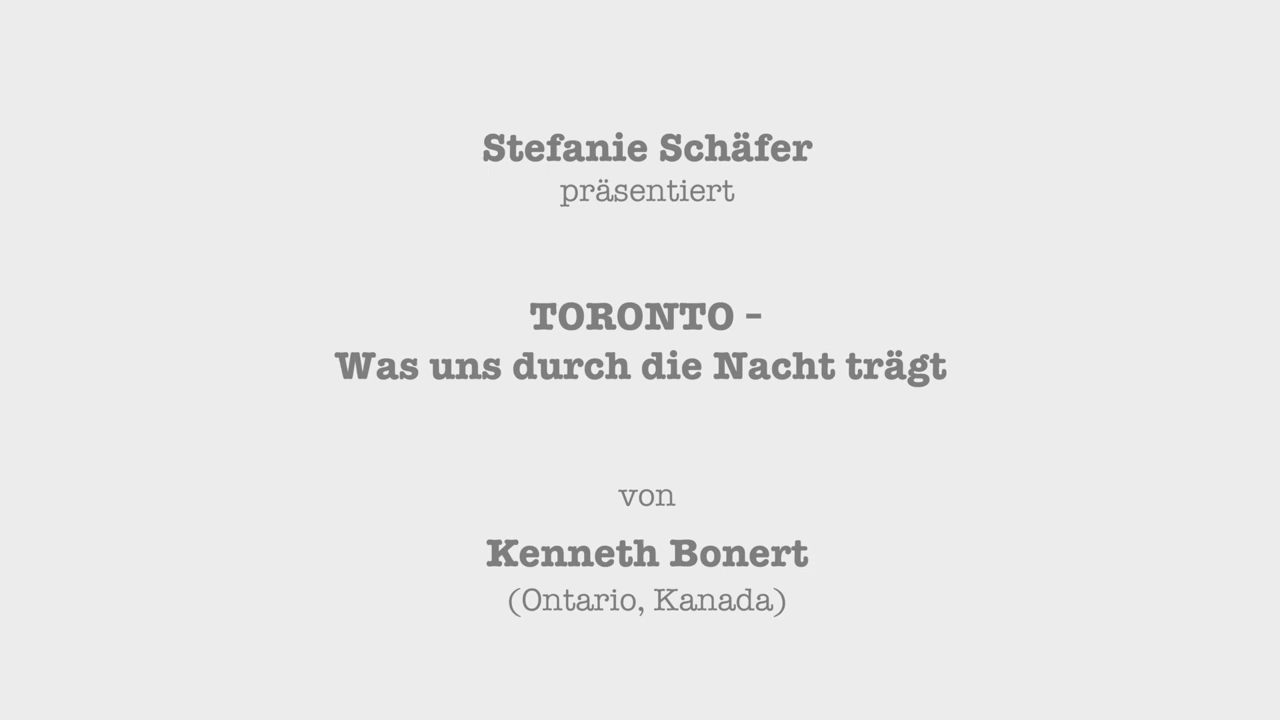 Stefanie Schäfer
präsentiert
TORONTO -
Was uns durch die Nacht trägt
von
Kenneth Bonert
(Ontario, Kanada)